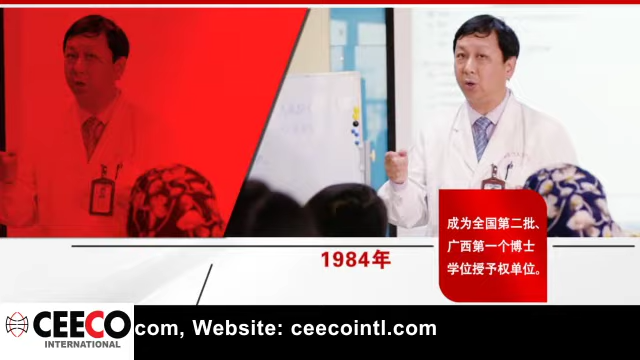 1984年
成为全国第二批、
广西第一个博士
学位授予权单位。
CEECO
INTERNATIONAL
com, Website: ceecointl.com